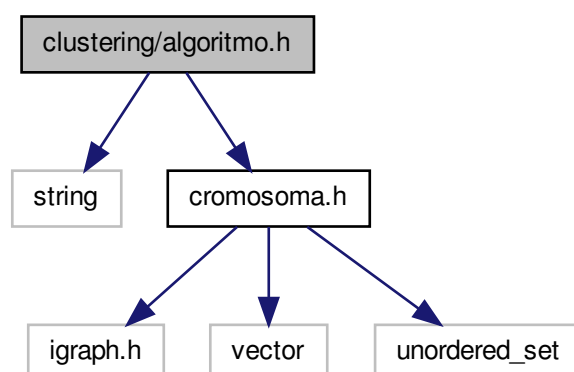 clustering/algoritmo.h
string
cromosoma.h
igraph.h
vector
unordered_set